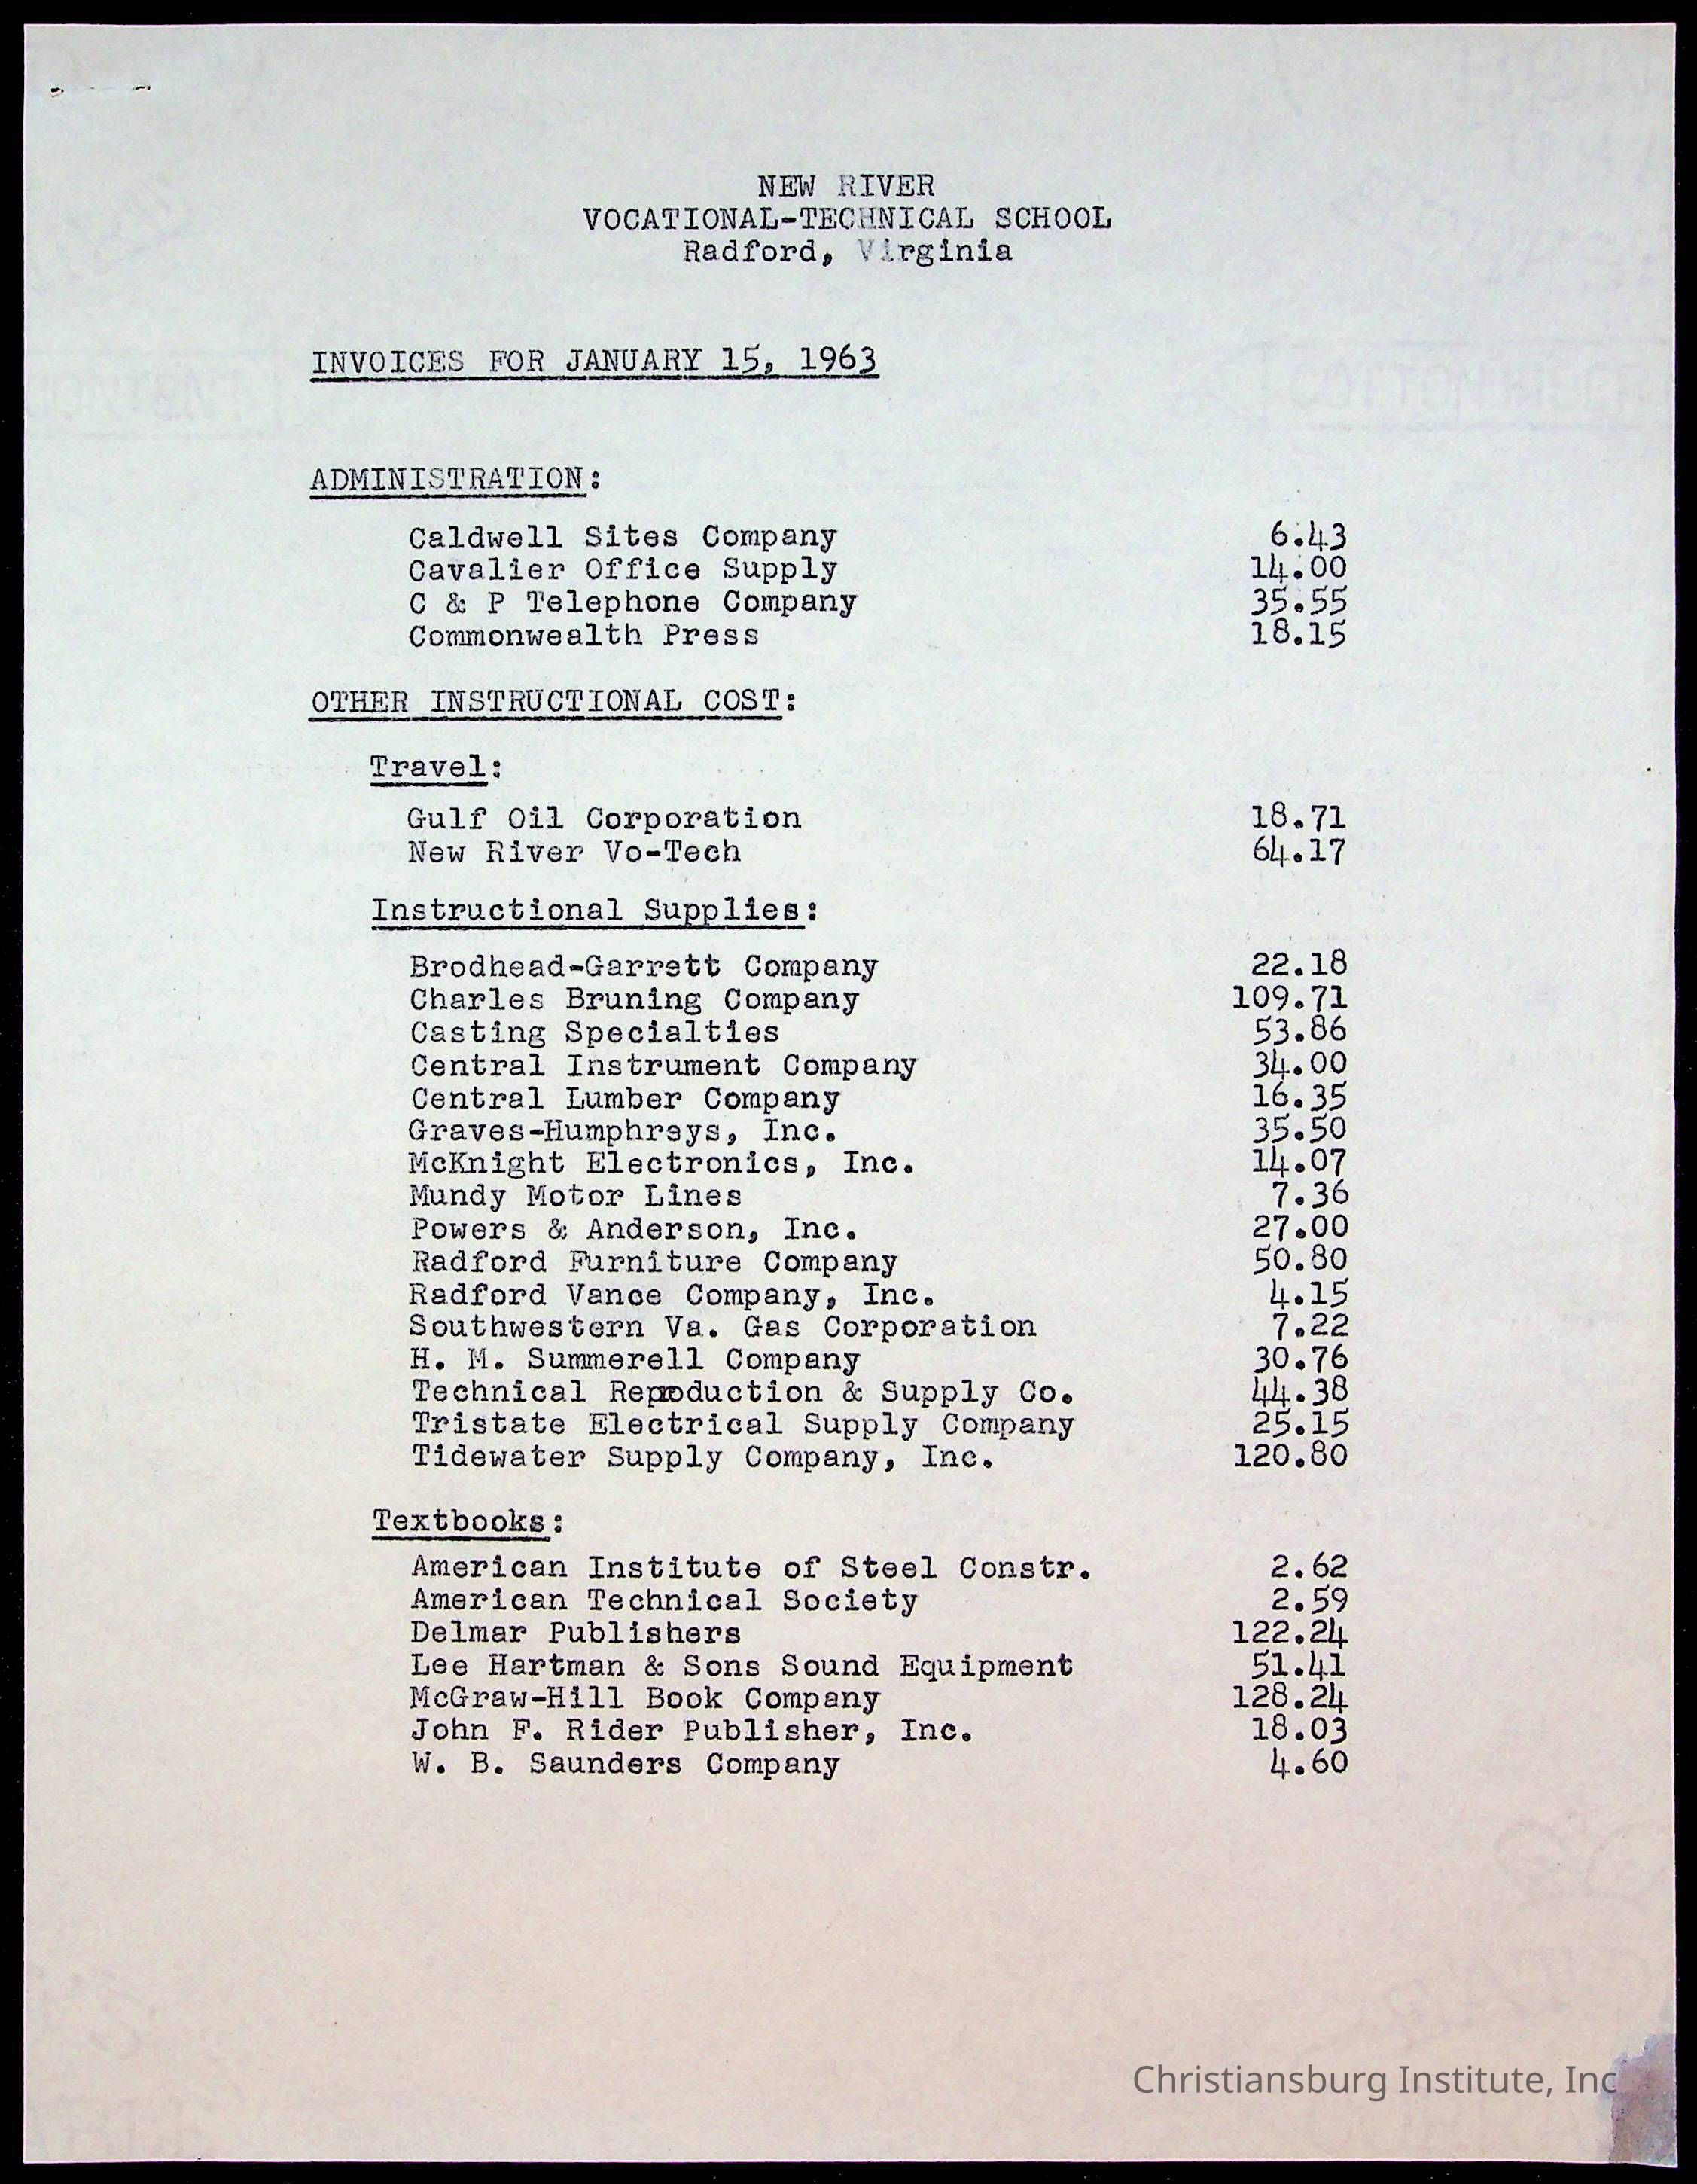 NEW RIVER
VOCATIONAL-TECHNICAL SCHOOL
Radford, Virginia
INVOICES FOR JANUARY 15, 1963
ADMINISTRATION:
Caldwell Sites Company 6.43
Cavalier Office Supply 14.00
C & P Telephone Company 35.55
Commonwealth Press 18.15
OTHER INSTRUCTIONAL COST:
Travel:
Gulf Oil Corporation 18.71
New River Vo-Tech 64.17
Instructional Supplies:
Brodhead-Garrett Company 22.18
Charles Bruning Company 109.71
Casting Specialties 53.86
Central Instrument Company 34.00
Central Lumber Company 16.35
Graves-Humphreys, Inc. 35.50
McKnight Electronics, Inc. 14.07
Mundy Motor Lines 7.36
Powers & Anderson, Inc. 27.00
Radford Furniture Company 50.80
Radford Vance Company, Inc. 4.15
Southwestern Va. Gas Corporation 7.22
H. M. Summerell Company 30.76
Technical Reproduction & Supply Co. 44.38
Tristate Electrical Supply Company 25.15
Tidewater Supply Company, Inc. 120.80
Textbooks:
American Institute of Steel Constr. 2.62
American Technical Society 2.59
Delmar Publishers 122.24
Lee Hartman & Sons Sound Equipment 51.41
McGraw-Hill Book Company 128.24
John F. Rider Publisher, Inc. 18.03
W. B. Saunders Company 4.60
Christiansburg Institute, Inc